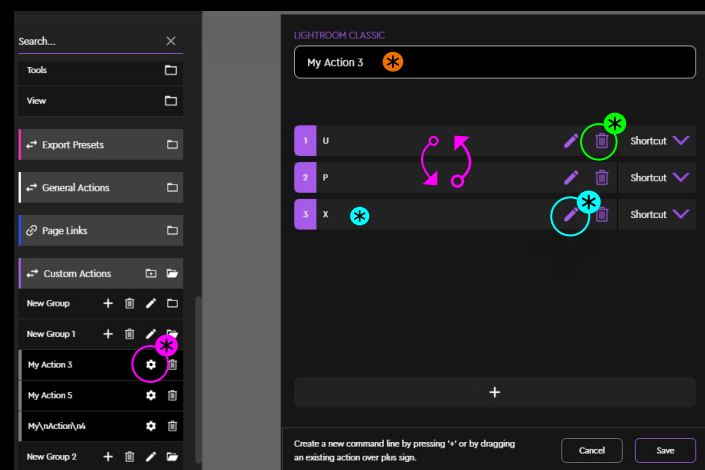 Search...
Tools
View
Export Presets
General Actions
Page Links
Custom Actions
New Group
New Group 1
My Action 3
My Action 5
My\nAction\n4
New Group 2
LIGHTROOM CLASSIC
My Action 3
1 U Shortcut
2 P Shortcut
3 X Shortcut
+
Create a new command line by pressing '+' or by dragging
an existing action over plus sign.
Cancel Save